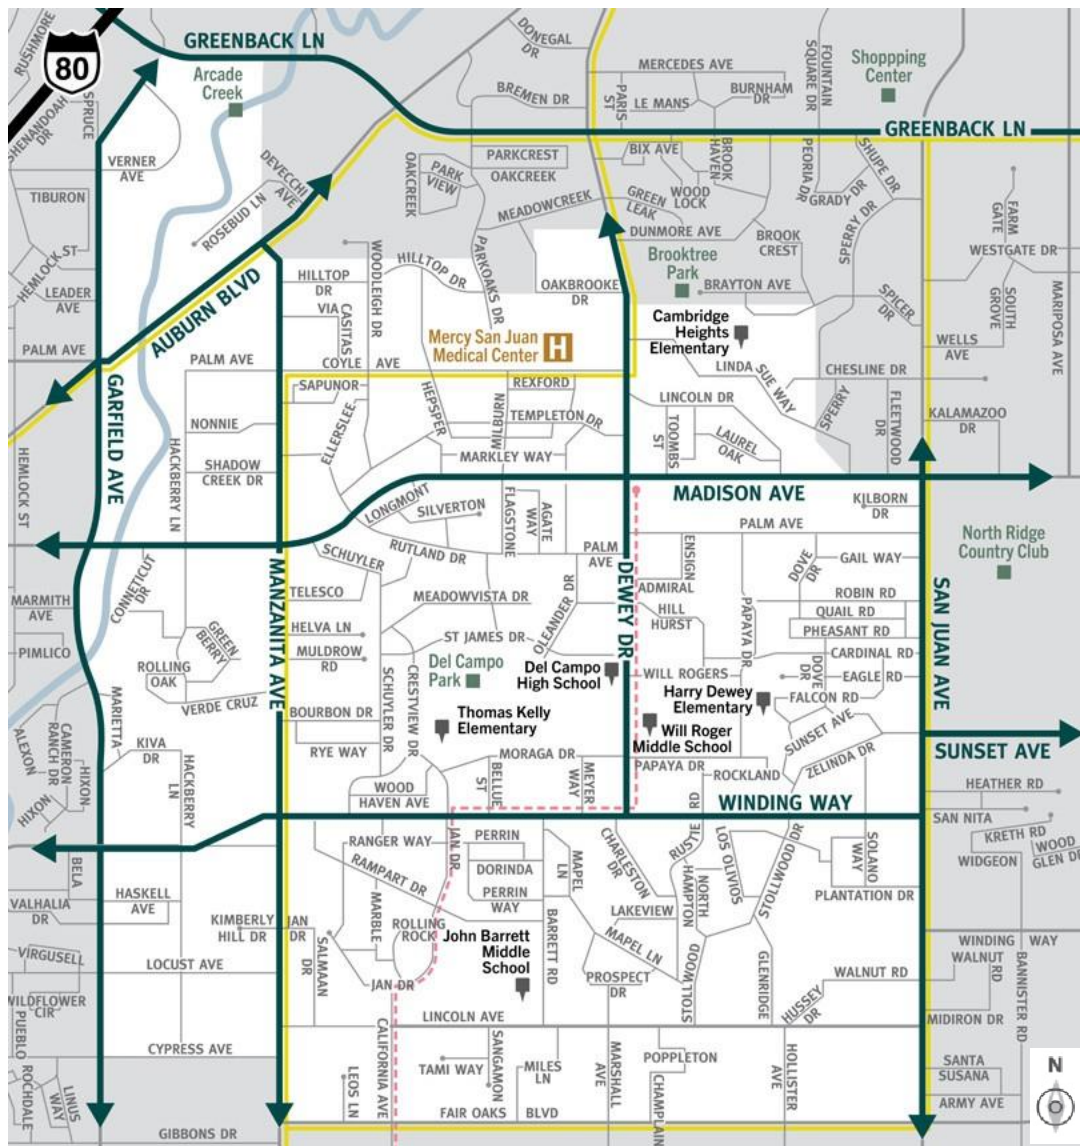 RUSHMORE
80
GREENBACK LN
DONEGAL
DR
MERCEDES AVE
FOUNTAIN
SQUARE DR
Shoppping
Center
Arcade
Creek
SPRUCE
SHENANDOAH
DR
BREMEN DR
PARIS
ST
LE MANS
BURNHAM
DR
GREENBACK LN
VERNER
AVE
DEVECCHI
AVE
ROSEBUD LN
OAKCREEK
PARK
VIEW
PARKCREST
OAKCREEK
BIX AVE
BROOK
HAVEN
PEORIA DR
SHUPE DR
GRADY DR
TIBURON
MEADOWCREEK
GREEN
LEAK
WOOD
LOCK
DUNMORE AVE
SPERRY DR
FARM
GATE
HEMLOCK ST
WOODLEIGH DR
PARKOAKS DR
Brooktree
Park
BROOK
CREST
WESTGATE DR
LEADER
AVE
AUBURN BLVD
HILLTOP
DR
HILLTOP DR
OAKBROOKE
DR
BRAYTON AVE
SPICER
DR
SOUTH
GROVE
MARIPOSA AVE
VIA
CASITAS
Cambridge
Heights
Elementary
WELLS
AVE
Mercy San Juan
Medical Center
H
PALM AVE
PALM AVE
COYLE AVE
LINDA
SUE WAY
CHESLINE DR
GARFIELD AVE
SAPUNOR
HEPSPER
REXFORD
WILBURN
LINCOLN DR
SPERRY
FLEETWOOD
DR
KALAMAZOO
DR
NONNIE
ELLERSLEE
TEMPLETON DR
TOOMBS
ST
LAUREL
OAK
HACKBERRY LN
HEMLOCK ST
SHADOW
CREEK DR
MARKLEY WAY
MADISON AVE
LONGMONT
SILVERTON
FLAGSTONE
AGATE
WAY
KILBORN
DR
PALM AVE
North Ridge
Country Club
SCHUYLER
RUTLAND DR
PALM
AVE
ENSIGN
DOVE
DR
GAIL WAY
CONNETICUT
DR
MANZANITA AVE
DEWEY DR
SAN JUAN AVE
TELESCO
MEADOWVISTA DR
OLEANDER DR
ADMIRAL
ROBIN RD
MARMITH
AVE
HILL
HURST
PAPAYA DR
QUAIL RD
HELVA LN
ST JAMES DR
PHEASANT RD
PIMLICO
GREEN
BERRY
MULDROW
RD
CARDINAL RD
ROLLING
OAK
Del Campo
Park
Del Campo
High School
WILL ROGERS
DOVE
DR
EAGLE RD
VERDE CRUZ
SCHUYLER DR
CRESTVIEW DR
Harry Dewey
Elementary
FALCON RD
MARIETTA
BOURBON DR
Thomas Kelly
Elementary
Will Roger
Middle School
SUNSET AVE
ALEXON
CAMERON
RANCH DR
KIVA
DR
RYE WAY
MORAGA DR
PAPAYA DR
ZELINDA DR
SUNSET AVE
HIXON
HACKBERRY
LN
BELLUE
ST
MEYER
WAY
ROCKLAND
HEATHER RD
HIXON
WOOD
HAVEN AVE
WINDING WAY
RD
SAN NITA
KRETH RD
RANGER WAY
JAN DR
PERRIN
CHARLESTON
DR
RUSTLE
LOS OLIVIOS
STOLLWOOD DR
SOLANO
WAY
WIDGEON
WOOD
GLEN DR
BELA
RAMPART DR
DORINDA
MAPEL
LN
NORTH
HAMPTON
VALHALIA
DR
HASKELL
AVE
PERRIN
WAY
PLANTATION DR
KIMBERLY
HILL DR
JAN
DR
MARBLE
ROLLING
ROCK
BARRETT RD
LAKEVIEW
MAPEL LN
WINDING WAY
VIRGUSELL
SALMAAN
John Barrett
Middle
School
STOLLWOOD
GLENRIDGE
WALNUT
RD
BANNISTER RD
LOCUST AVE
JAN DR
PROSPECT
DR
WALNUT RD
WILDFLOWER
CIR
HUSSEY
DR
PUEBLO
LINCOLN AVE
MIDIRON DR
CYPRESS AVE
CALIFORNIA AVE
SANGAMON
TAMI WAY
MILES
LN
MARSHALL
AVE
POPPLETON
HOLLISTER
AVE
SANTA
SUSANA
N
ROCHDALE
LINUS
WAY
LEOS LN
CHAMPLAIN
ARMY AVE
FAIR OAKS BLVD
GIBBONS DR